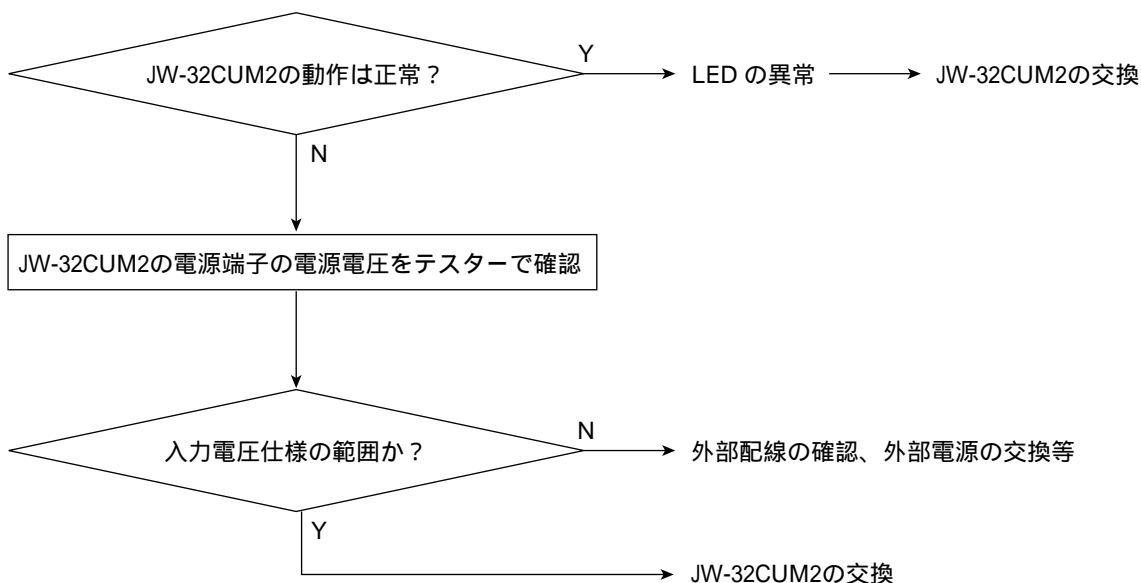 JW-32CUM2の動作は正常？
Y
LED の異常
JW-32CUM2の交換
N
JW-32CUM2の電源端子の電源電圧をテスターで確認
入力電圧仕様の範囲か？
N
外部配線の確認、外部電源の交換等
Y
JW-32CUM2の交換